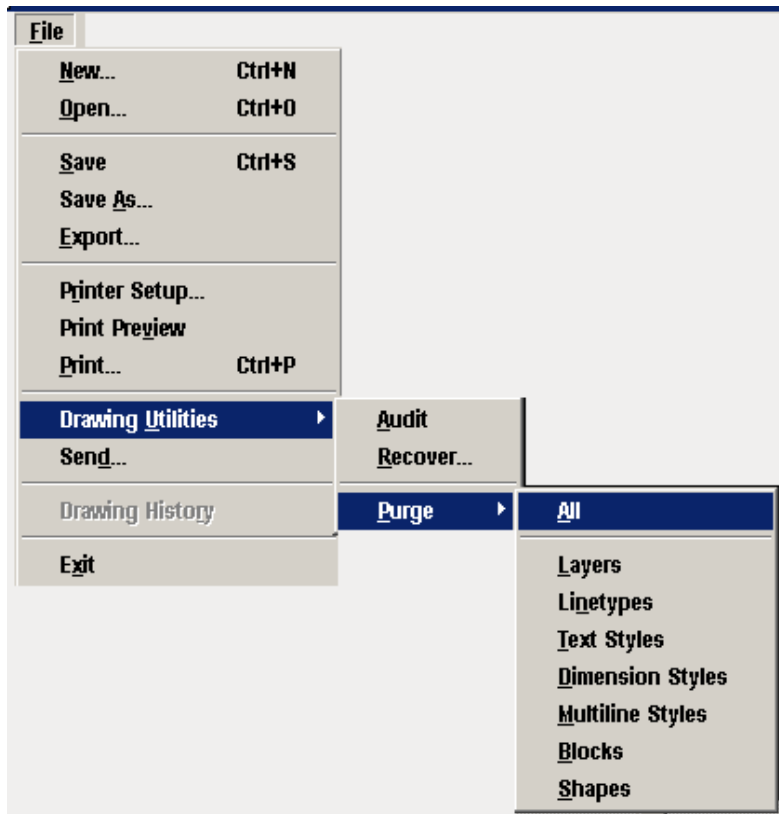 File
New... Ctrl+N
Open... Ctrl+O
Save Ctrl+S
Save As...
Export...
Printer Setup...
Print Preview
Print... Ctrl+P
Drawing Utilities
Send...
Drawing History
Exit
Audit
Recover...
Purge
All
Layers
Linetypes
Text Styles
Dimension Styles
Multiline Styles
Blocks
Shapes